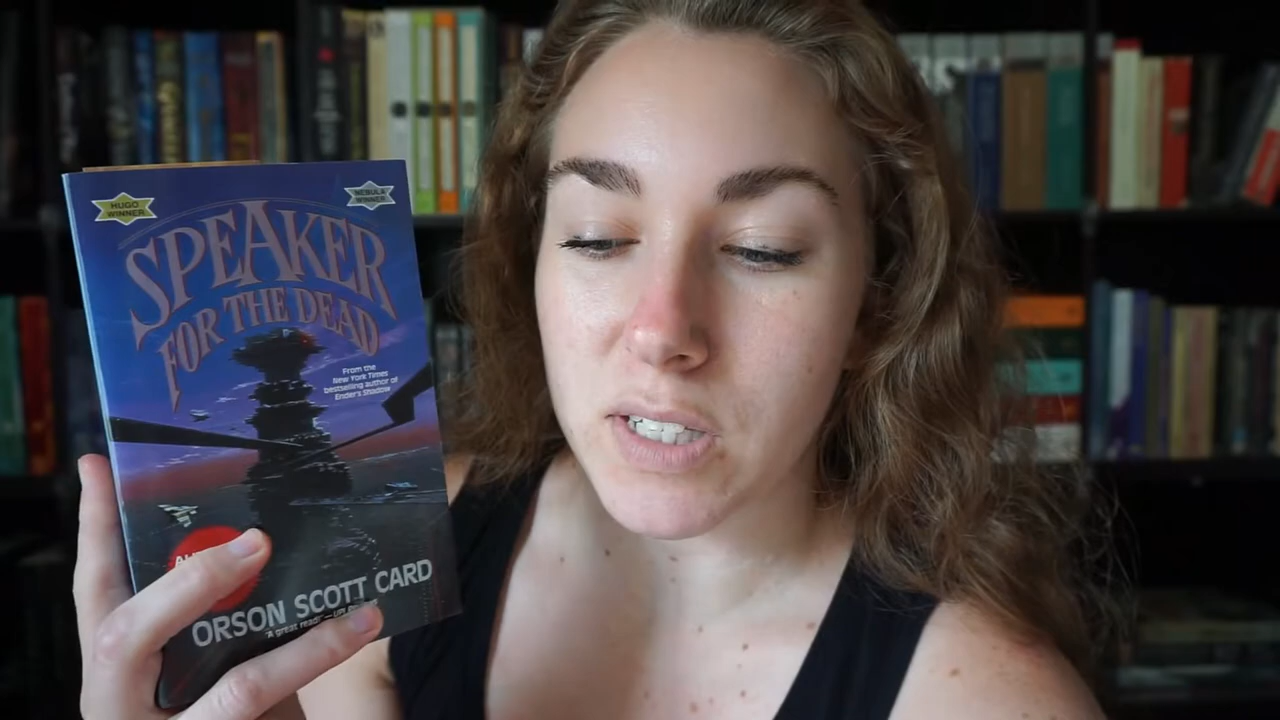 HUGO
WINNER
NEBULA
WINNER
SPEAKER
FOR THE DEAD
From the
New York Times
bestselling author of
Ender's Shadow
ORSON SCOTT CARD
"A great read!"—UPI